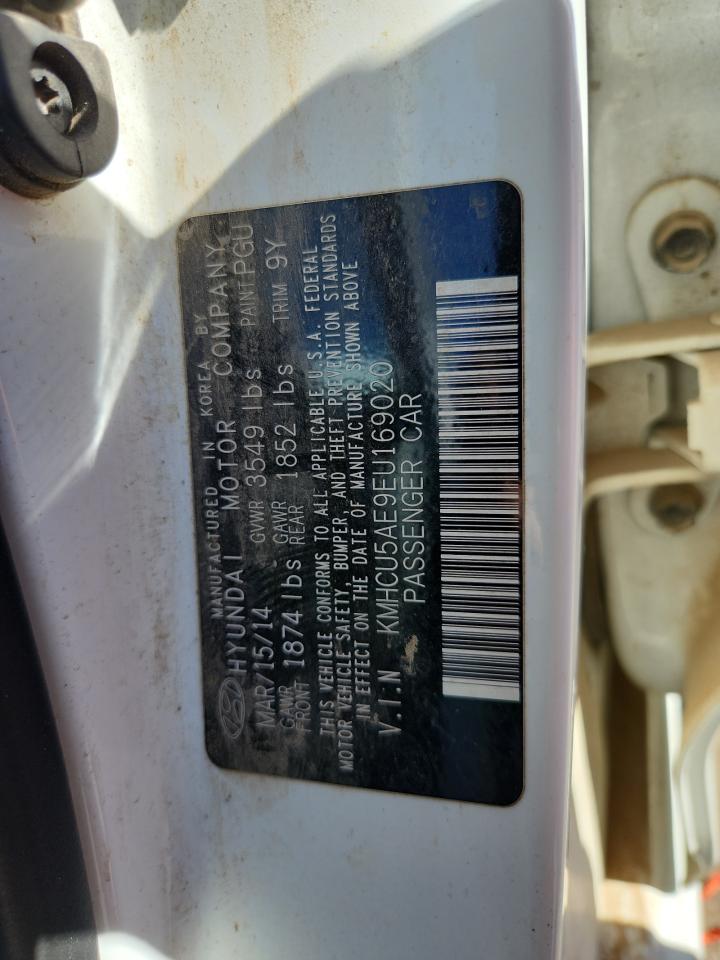 MANUFACTURED IN KOREA BY
HYUNDAI MOTOR COMPANY
MAR/15/14 GVWR 3549 lbs PAINT PGU
GAWR FRONT 1874 lbs GAWR REAR 1852 lbs TRIM 9Y
THIS VEHICLE CONFORMS TO ALL APPLICABLE U.S.A. FEDERAL
MOTOR VEHICLE SAFETY, BUMPER, AND THEFT PREVENTION STANDARDS
IN EFFECT ON THE DATE OF MANUFACTURE SHOWN ABOVE
V.I.N KMHCU5AE9EU169020
PASSENGER CAR